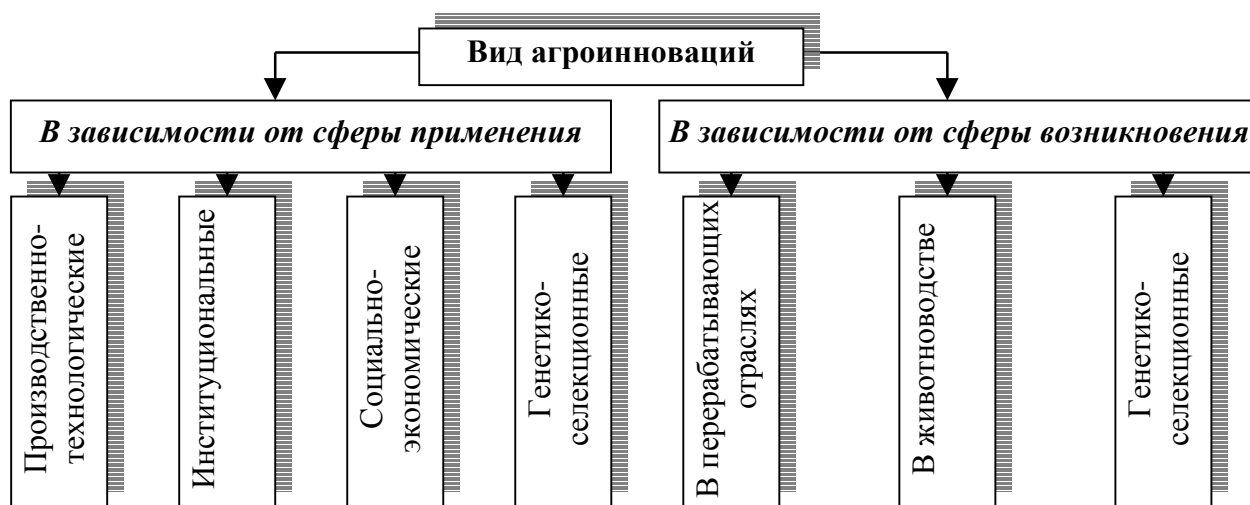 Вид агроинноваций
В зависимости от сферы применения
В зависимости от сферы возникновения
Производственно-
технологические
Институциональные
Социально-
экономические
Генетико-
селекционные
В перерабатывающих
отраслях
В животноводстве
Генетико-
селекционные